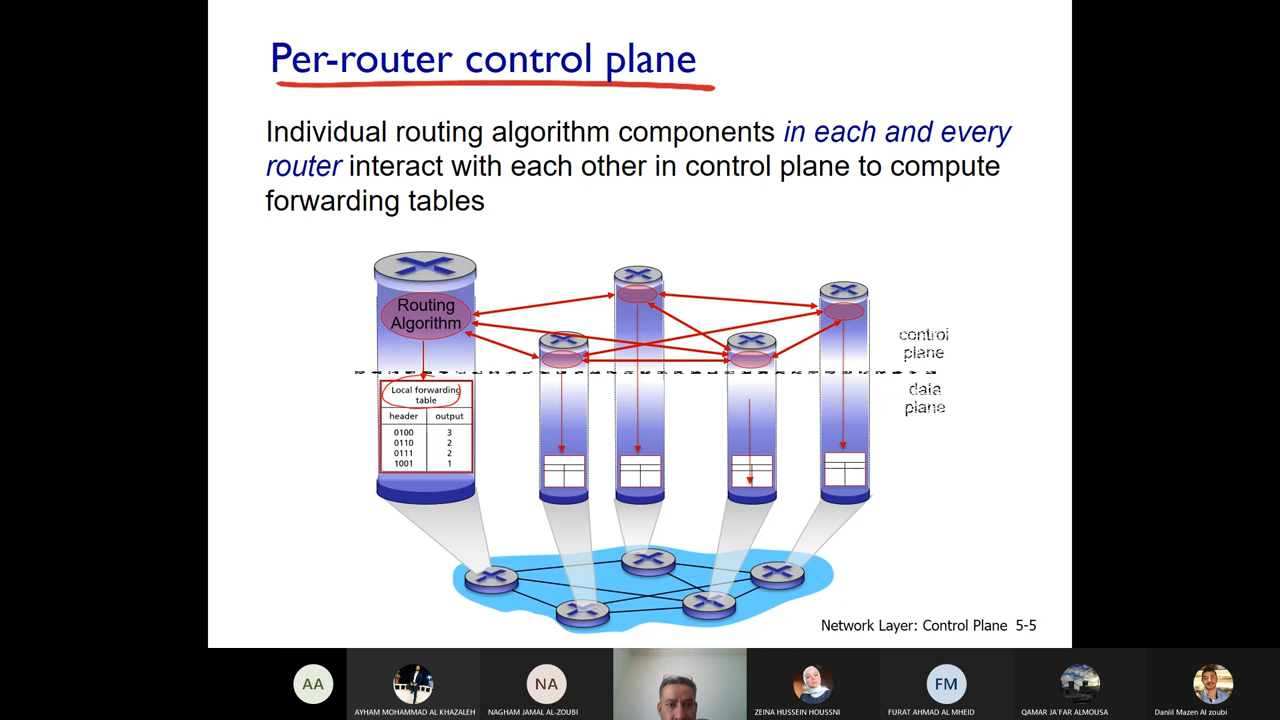 Per-router control plane
Individual routing algorithm components in each and every
router interact with each other in control plane to compute
forwarding tables
Routing
Algorithm
control
plane
data
plane
Local forwarding
table
header output
0100 3
0110 2
0111 2
1001 1
Network Layer: Control Plane 5-5
AA
NA
FM
AYHAM MOHAMMAD AL KHAZALEH
NAGHAM JAMAL AL-ZOUBI
ZEINA HUSSEIN HOUSSNI
FURAT AHMAD AL MHEID
QAMAR JA'FAR ALMOUSA
Daniil Mazen Al zoubi